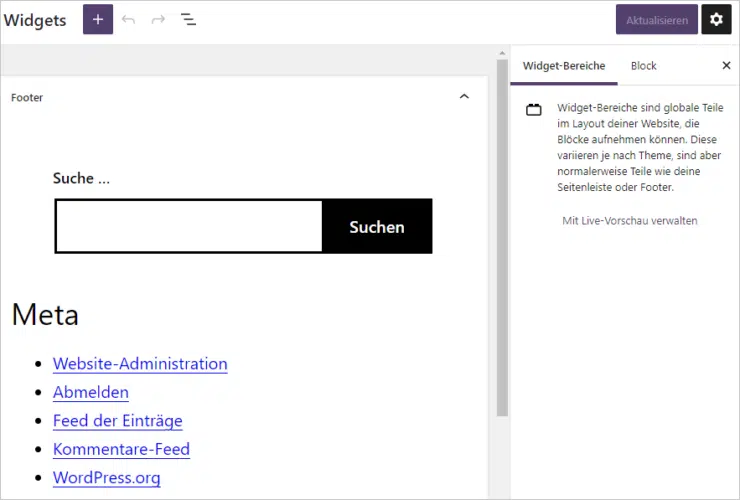 Widgets
Aktualisieren
Footer
Suche ...
Suchen
Meta
Website-Administration
Abmelden
Feed der Einträge
Kommentare-Feed
WordPress.org
Widget-Bereiche
Block
Widget-Bereiche sind globale Teile
im Layout deiner Website, die
Blöcke aufnehmen können. Diese
variieren je nach Theme, sind aber
normalerweise Teile wie deine
Seitenleiste oder Footer.
Mit Live-Vorschau verwalten